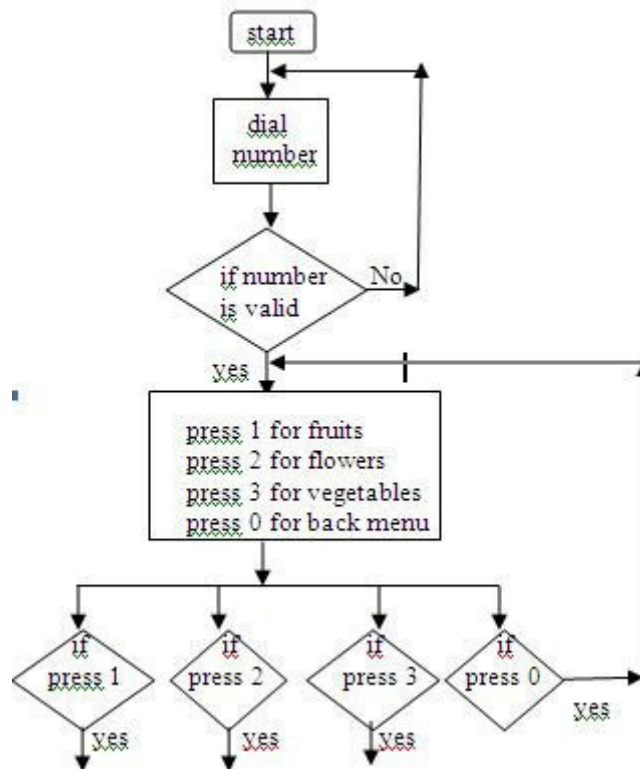 start
dial
number
if number
is valid
No
yes
press 1 for fruits
press 2 for flowers
press 3 for vegetables
press 0 for back menu
if
press 1
if
press 2
if
press 3
if
press 0
yes
yes
yes
yes